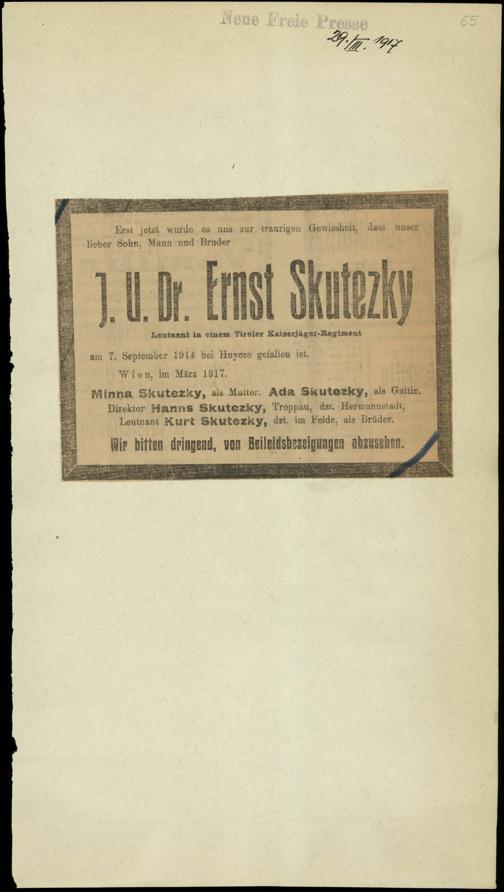 Neue Freie Presse
65
29./III. 1917
Erst jetzt wurde es uns zur traurigen Gewissheit, dass unser
lieber Sohn, Mann und Bruder
J. U. Dr. Ernst Skutezky
Leutnant in einem Tiroler Kaiserjäger-Regiment
am 7. September 1914 bei Huycze gefallen ist.
Wien, im März 1917.
Minna Skutezky, als Mutter. Ada Skutezky, als Gattin.
Direktor Hanns Skutezky, Troppau, dzt. Hermannstadt,
Leutnant Kurt Skutezky, dzt. im Felde, als Brüder.
Wir bitten dringend, von Beileidsbezeigungen abzusehen.